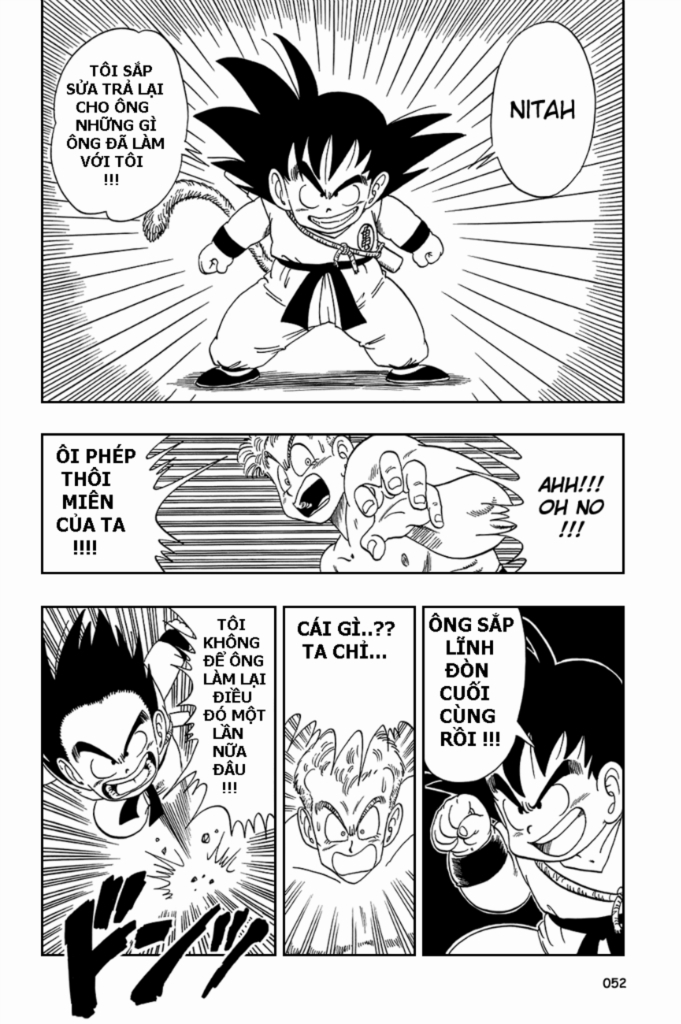 NITAH
TÔI SẮP
SỬA TRẢ LẠI
CHO ÔNG
NHỮNG GÌ
ÔNG ĐÃ LÀM
VỚI TÔI
!!!
AHH!!!
OH NO
!!!
ÔI PHÉP
THÔI
MIÊN
CỦA TA
!!!!
ÔNG SẮP
LĨNH
ĐÒN
CUỐI
CÙNG
RỒI !!!
CÁI GÌ..??
TA CHỈ...
TÔI
KHÔNG
ĐỂ ÔNG
LÀM LẠI
ĐIỀU
ĐÓ MỘT
LẦN
NỮA
ĐÂU
!!!
ドンッ
052